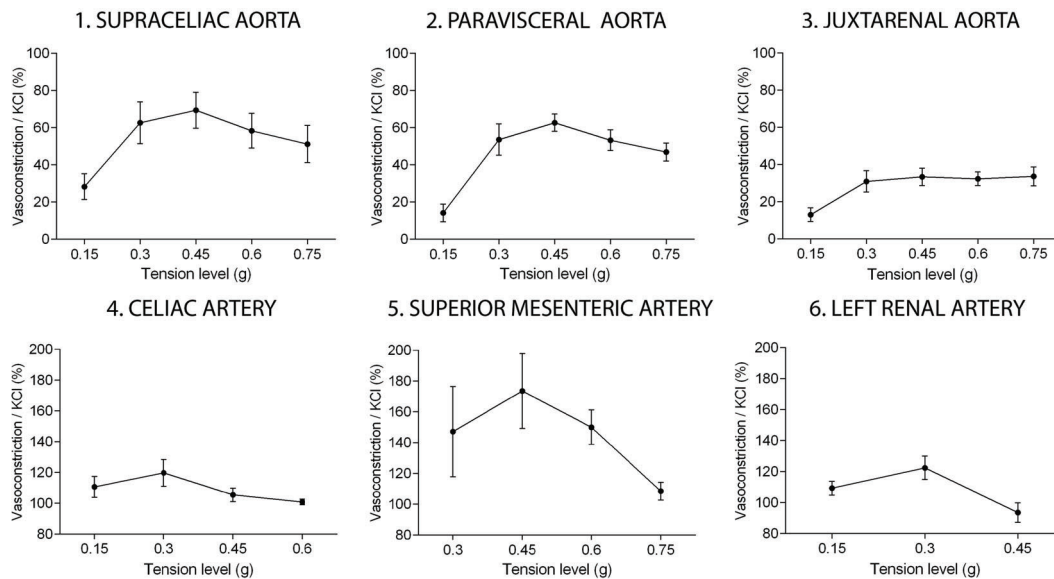 1. SUPRACELIAC AORTA
Vasoconstriction / KCl (%)
100
80
60
40
20
0
0.15 0.3 0.45 0.6 0.75
Tension level (g)
2. PARAVISCERAL AORTA
Vasoconstriction / KCl (%)
100
80
60
40
20
0
0.15 0.3 0.45 0.6 0.75
Tension level (g)
3. JUXTARENAL AORTA
Vasoconstriction / KCl (%)
100
80
60
40
20
0
0.15 0.3 0.45 0.6 0.75
Tension level (g)
4. CELIAC ARTERY
Vasoconstriction / KCl (%)
200
180
160
140
120
100
80
0.15 0.3 0.45 0.6
Tension level (g)
5. SUPERIOR MESENTERIC ARTERY
Vasoconstriction / KCl (%)
200
180
160
140
120
100
80
0.3 0.45 0.6 0.75
Tension level (g)
6. LEFT RENAL ARTERY
Vasoconstriction / KCl (%)
200
180
160
140
120
100
80
0.15 0.3 0.45
Tension level (g)